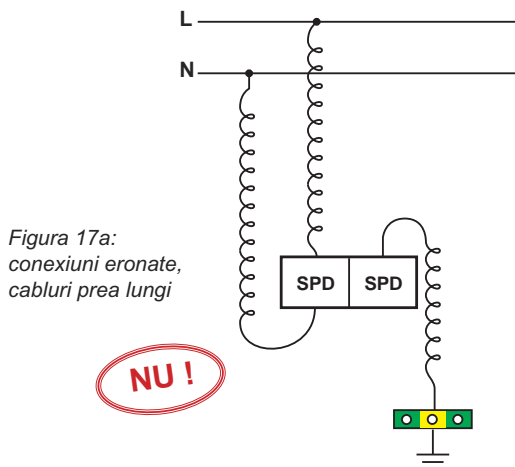 L
N
Figura 17a:
conexiuni eronate,
cabluri prea lungi
SPD SPD
NU !